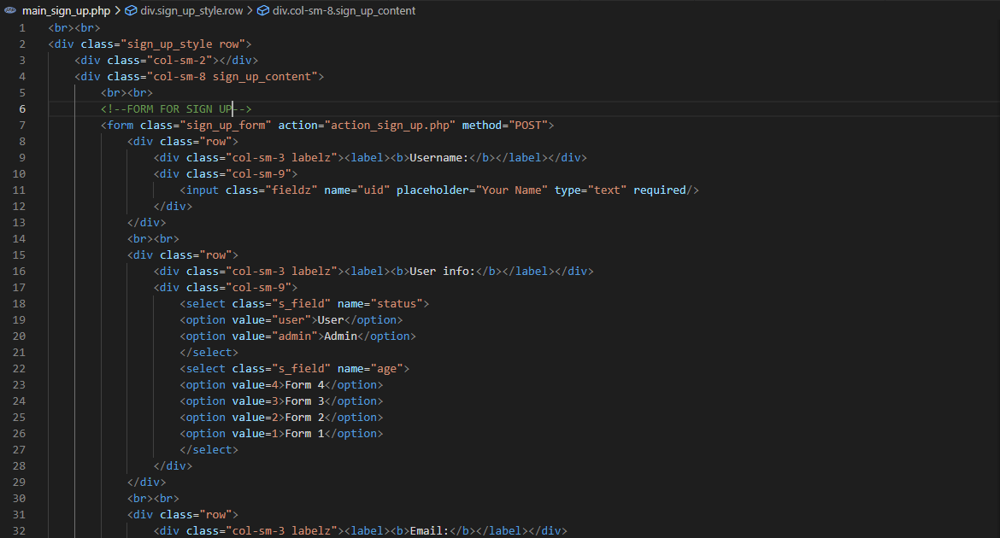 main_sign_up.php > div.sign_up_style.row > div.col-sm-8.sign_up_content
1 <br><br>
2 <div class="sign_up_style row">
3     <div class="col-sm-2"></div>
4     <div class="col-sm-8 sign_up_content">
5         <br><br>
6         <!--FORM FOR SIGN UP-->
7         <form class="sign_up_form" action="action_sign_up.php" method="POST">
8             <div class="row">
9                 <div class="col-sm-3 labelz"><label><b>Username:</b></label></div>
10                 <div class="col-sm-9">
11                     <input class="fieldz" name="uid" placeholder="Your Name" type="text" required/>
12                 </div>
13             </div>
14             <br><br>
15             <div class="row">
16                 <div class="col-sm-3 labelz"><label><b>User info:</b></label></div>
17                 <div class="col-sm-9">
18                     <select class="s_field" name="status">
19                     <option value="user">User</option>
20                     <option value="admin">Admin</option>
21                     </select>
22                     <select class="s_field" name="age">
23                     <option value=4>Form 4</option>
24                     <option value=3>Form 3</option>
25                     <option value=2>Form 2</option>
26                     <option value=1>Form 1</option>
27                     </select>
28                 </div>
29             </div>
30             <br><br>
31             <div class="row">
32                 <div class="col-sm-3 labelz"><label><b>Email:</b></label></div>